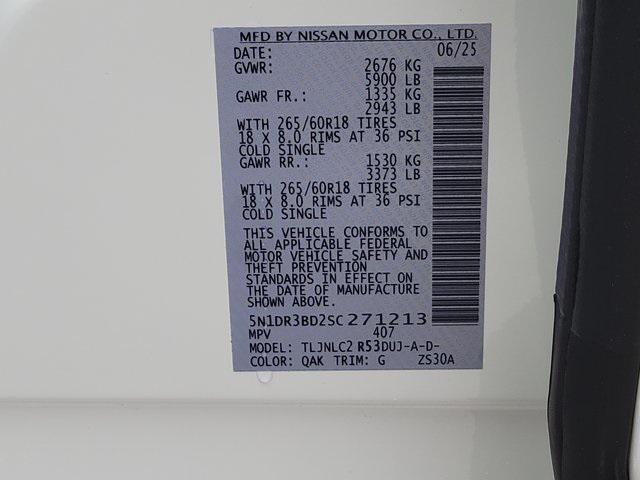 MFD BY NISSAN MOTOR CO., LTD.
DATE: 06/25
GVWR: 2676 KG
5900 LB
GAWR FR.: 1335 KG
2943 LB
WITH 265/60R18 TIRES
18 X 8.0 RIMS AT 36 PSI
COLD SINGLE
GAWR RR.: 1530 KG
3373 LB
WITH 265/60R18 TIRES
18 X 8.0 RIMS AT 36 PSI
COLD SINGLE
THIS VEHICLE CONFORMS TO
ALL APPLICABLE FEDERAL
MOTOR VEHICLE SAFETY AND
THEFT PREVENTION
STANDARDS IN EFFECT ON
THE DATE OF MANUFACTURE
SHOWN ABOVE.
5N1DR3BD2SC271213
MPV 407
MODEL: TLJNLC2 R53DUJ-A-D-
COLOR: QAK TRIM: G ZS30A